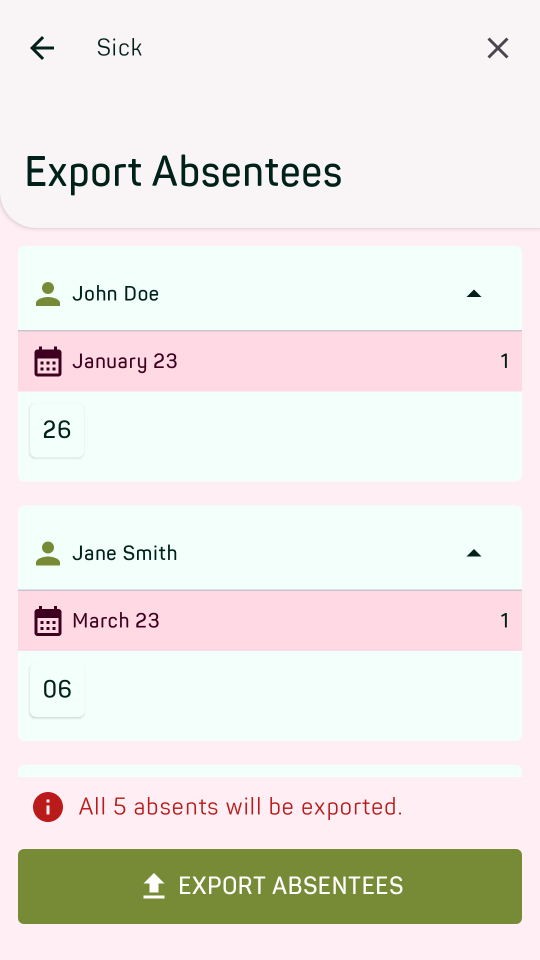 Sick
Export Absentees
John Doe
January 23 1
26
Jane Smith
March 23 1
06
All 5 absents will be exported.
EXPORT ABSENTEES